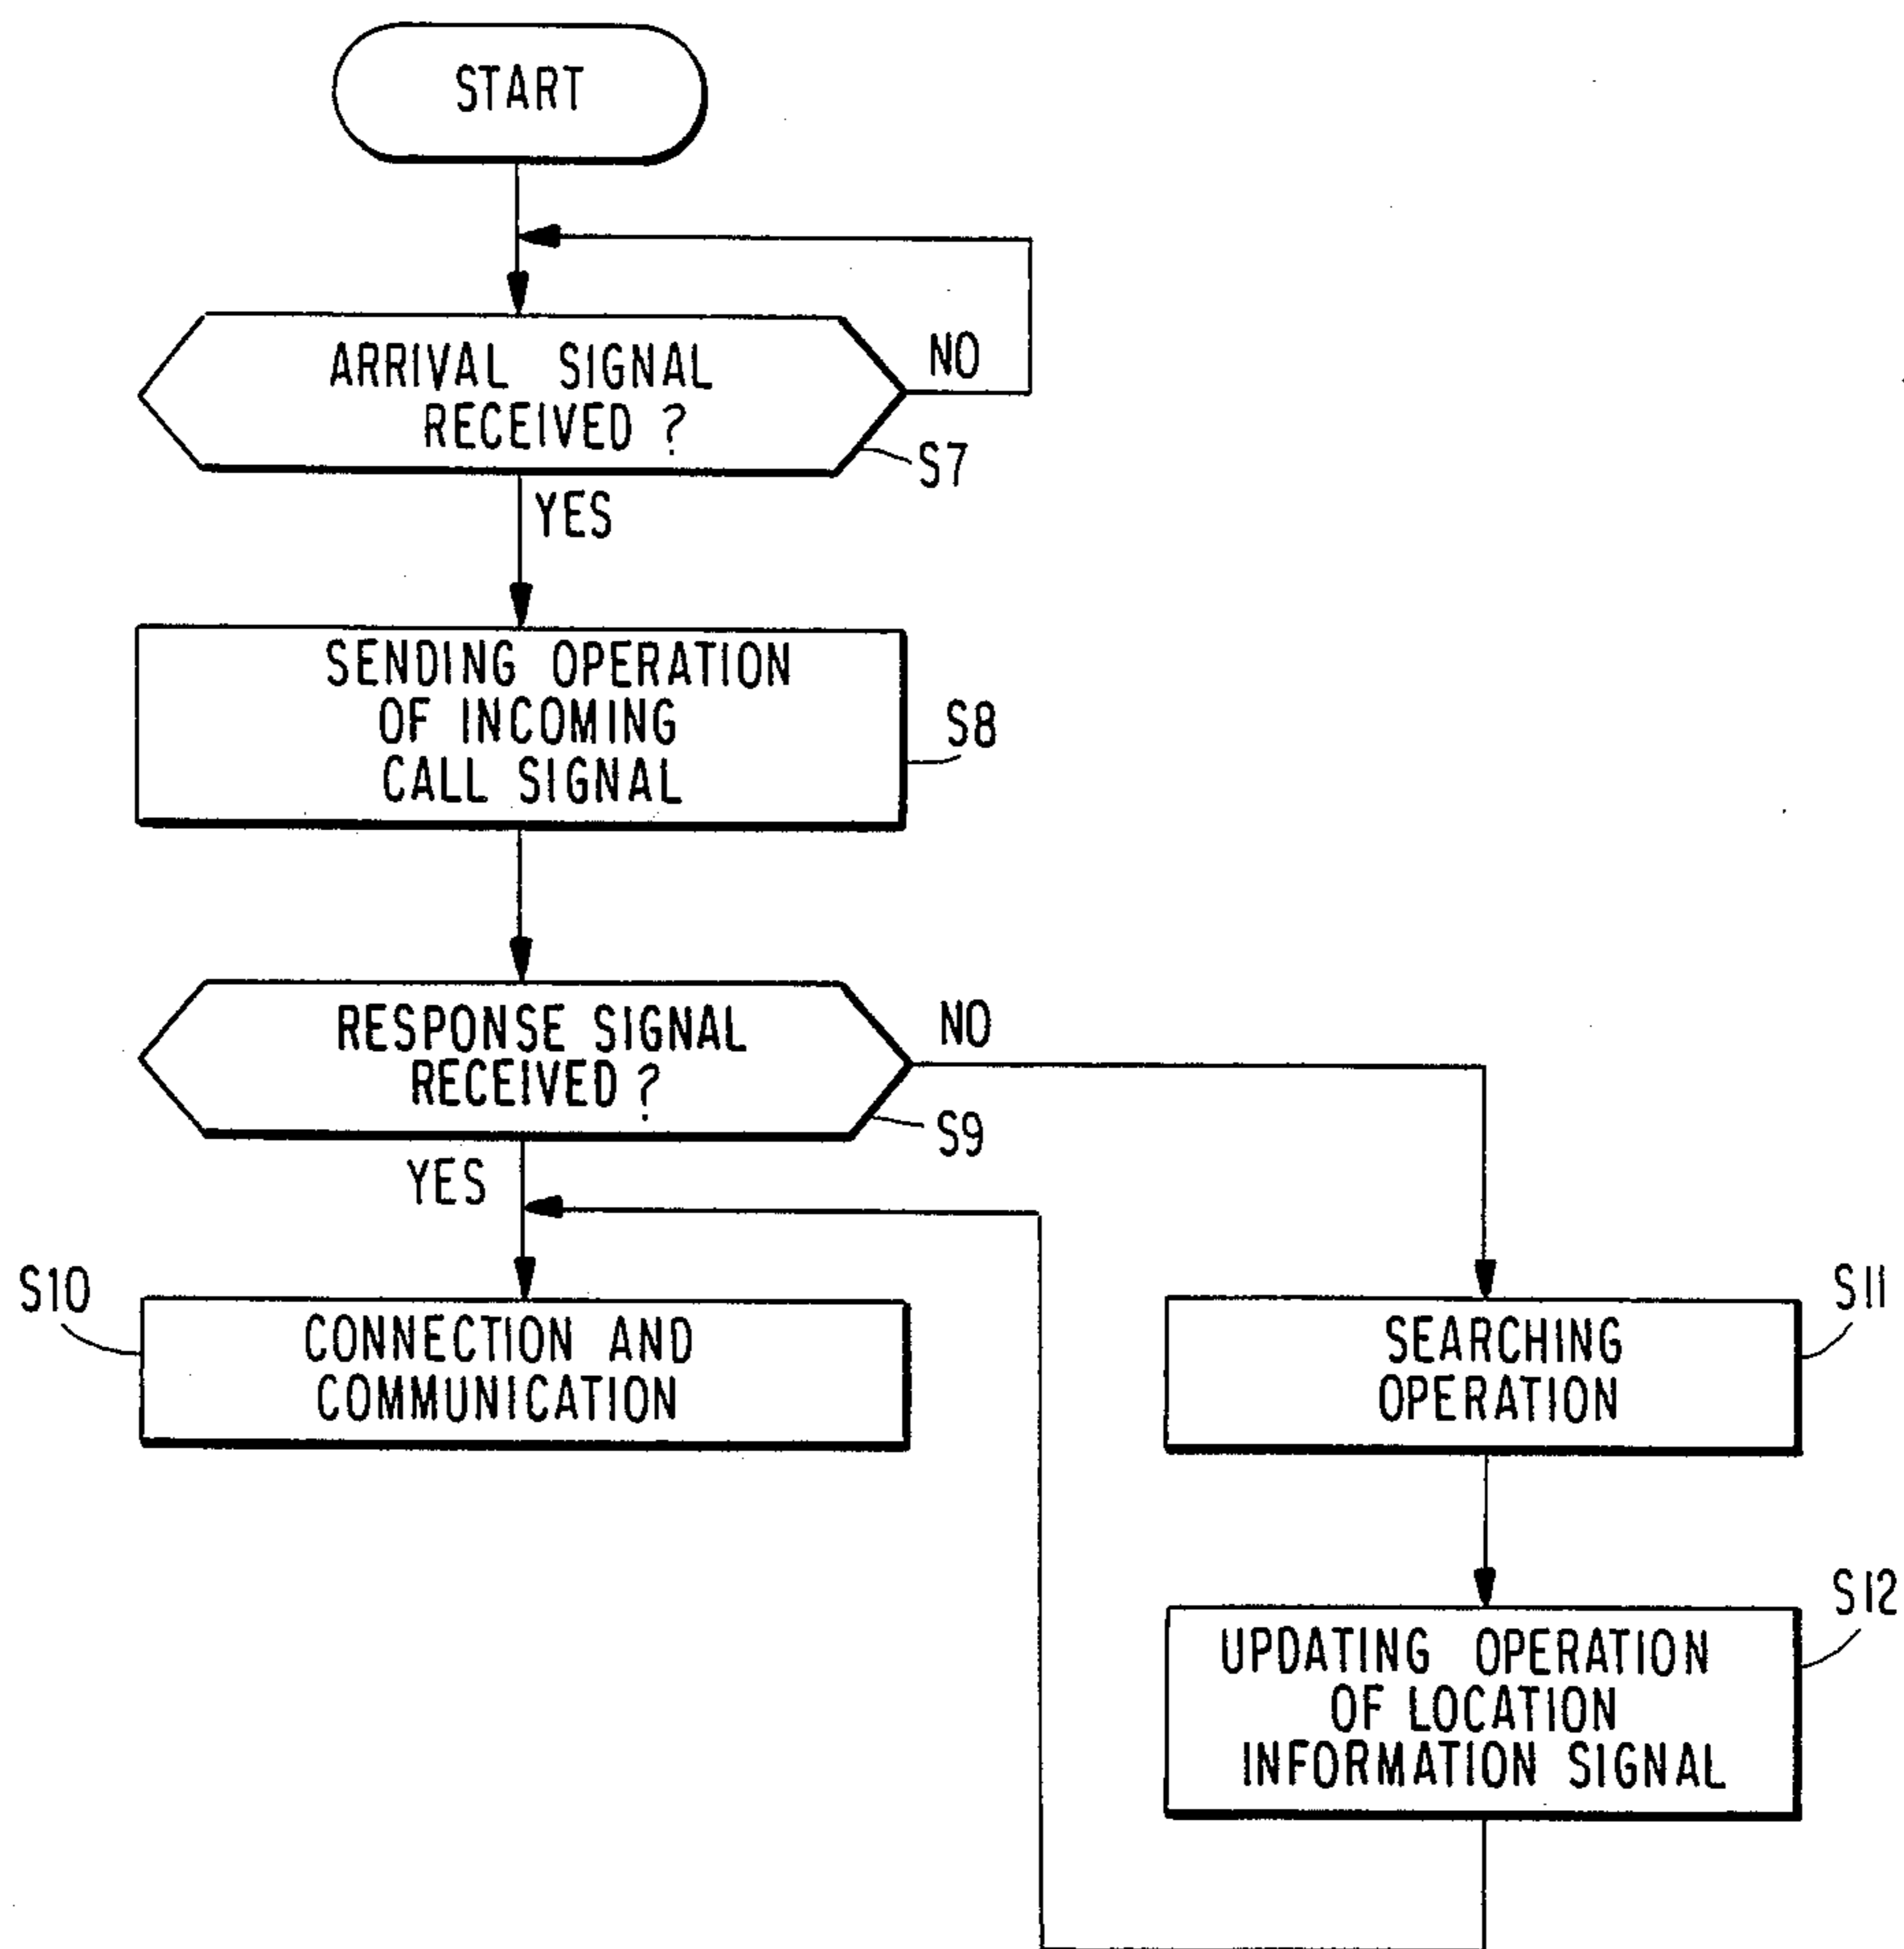 START
ARRIVAL SIGNAL
RECEIVED ?
NO
S7
YES
SENDING OPERATION
OF INCOMING
CALL SIGNAL
S8
RESPONSE SIGNAL
RECEIVED ?
NO
S9
YES
S10
CONNECTION AND
COMMUNICATION
S11
SEARCHING
OPERATION
S12
UPDATING OPERATION
OF LOCATION
INFORMATION SIGNAL